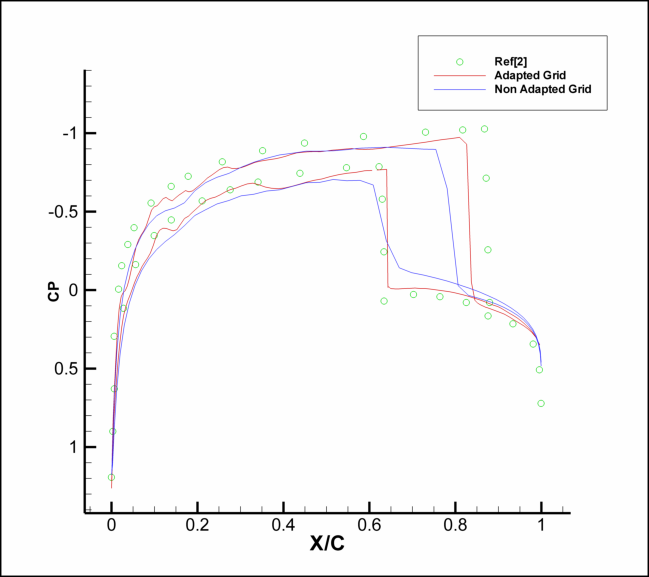 Ref[2]
Adapted Grid
Non Adapted Grid
-1
-0.5
0
0.5
1
CP
0 0.2 0.4 0.6 0.8 1
X/C